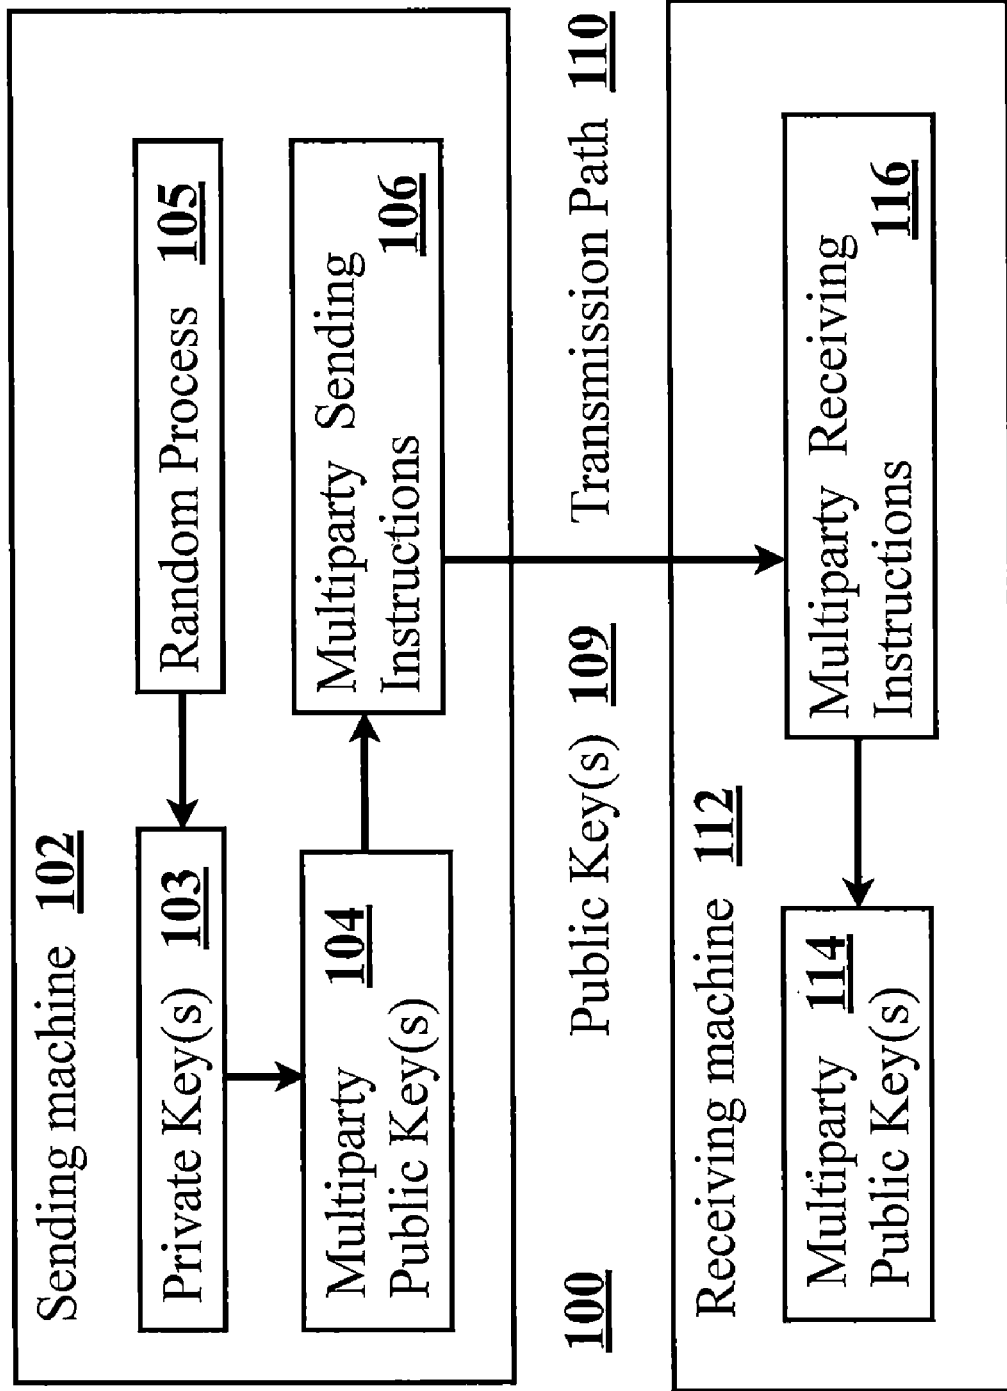 Sending machine 102
Private Key(s) 103
Random Process 105
Multiparty 104
Public Key(s)
Multiparty Sending
Instructions 106
100
Public Key(s) 109
Transmission Path 110
Receiving machine 112
Multiparty 114
Public Key(s)
Multiparty Receiving
Instructions 116